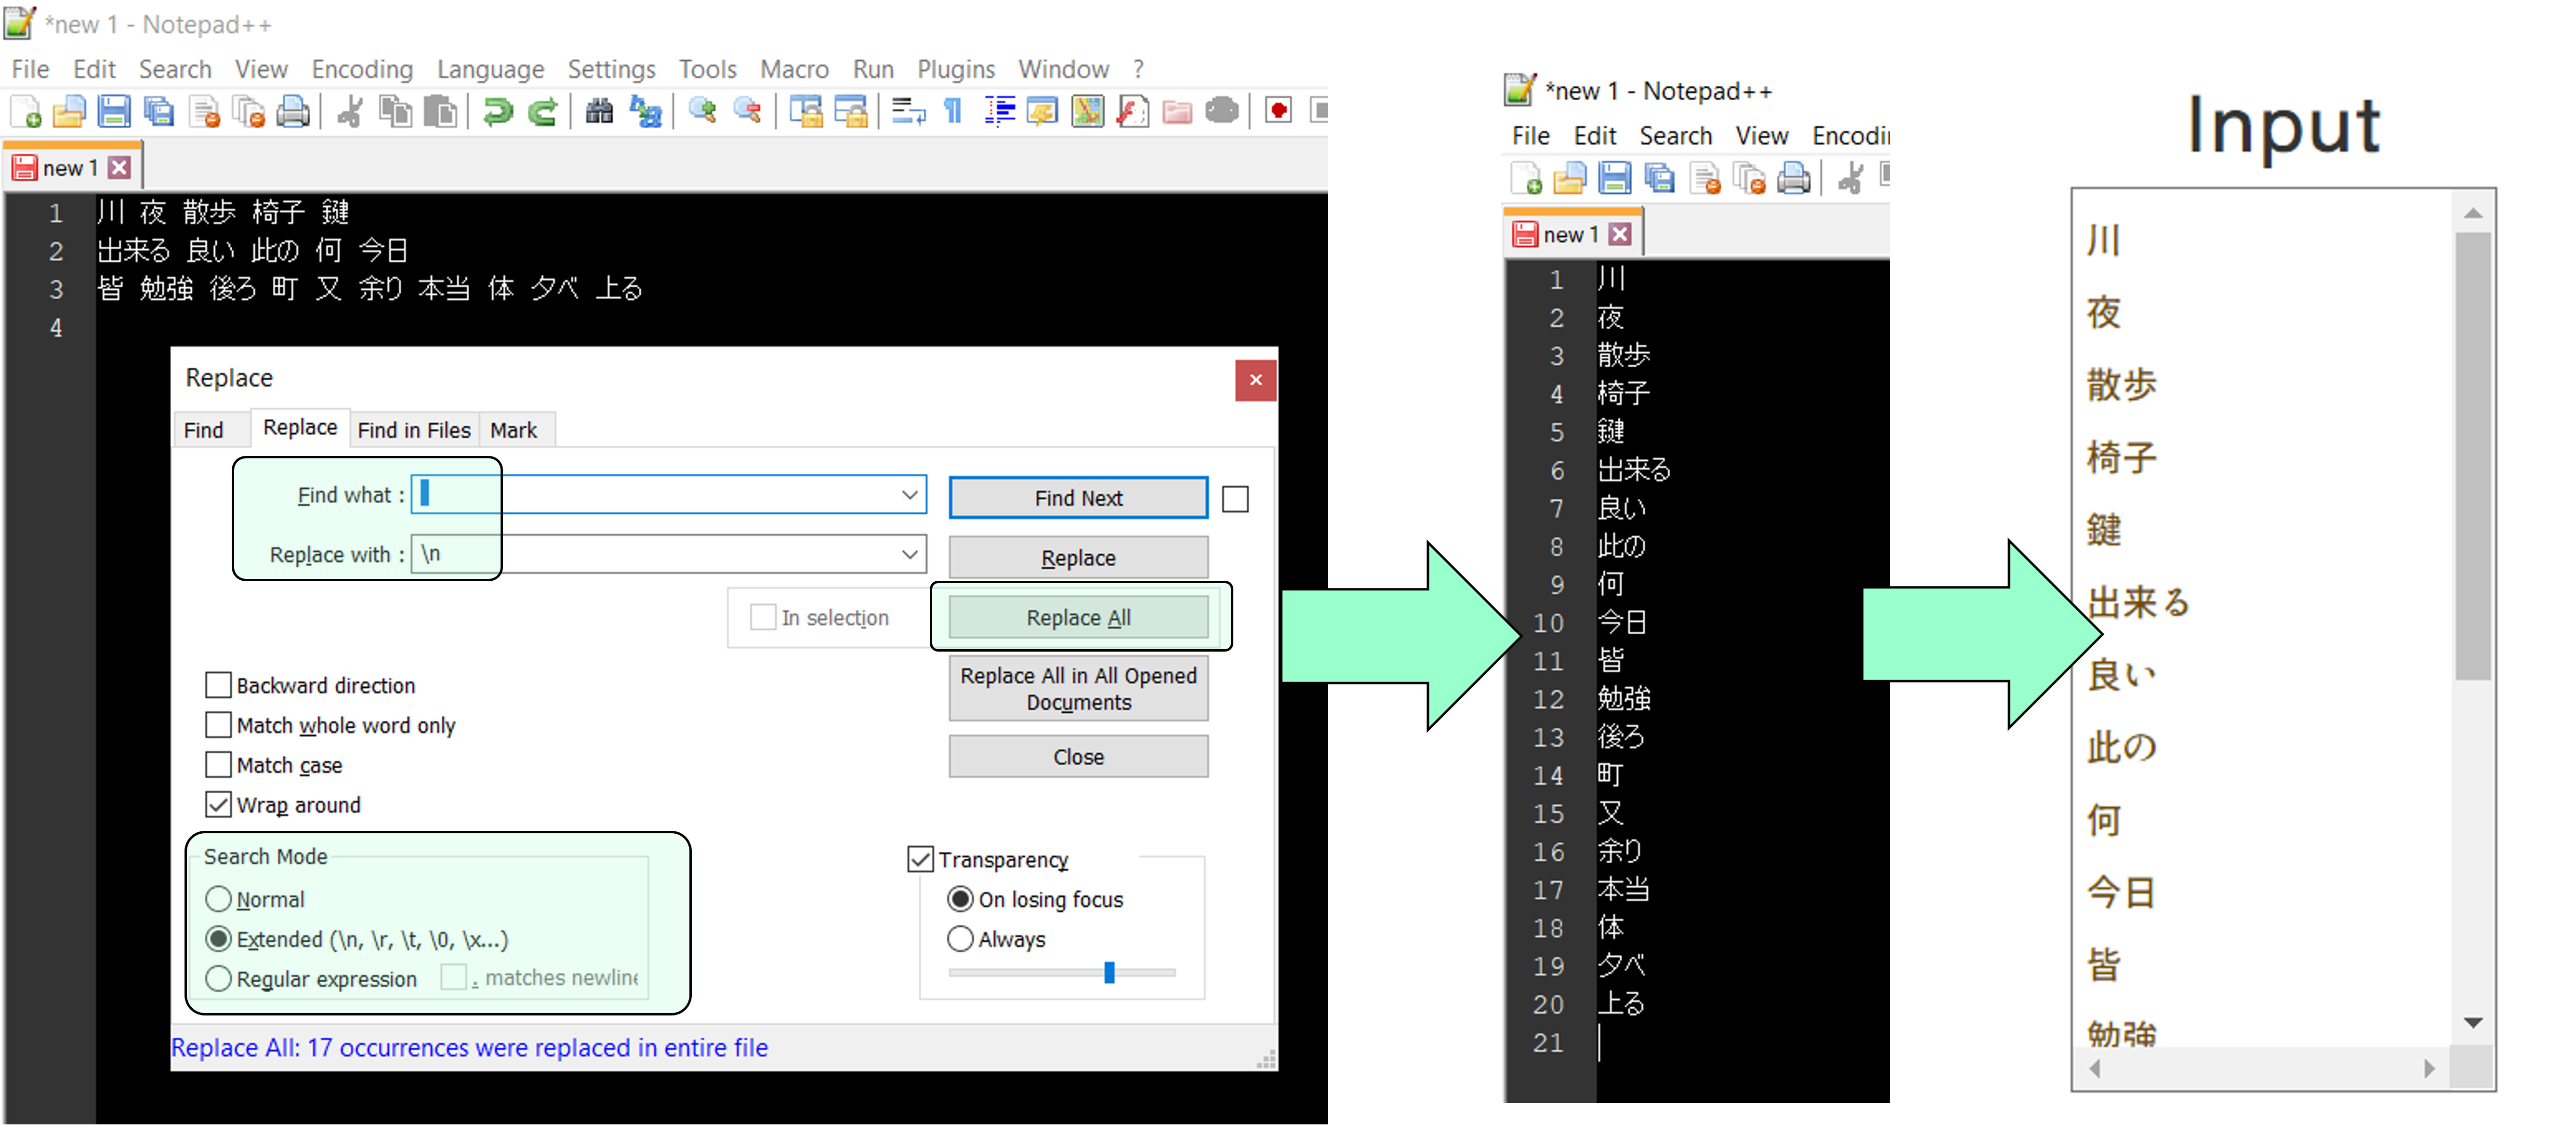 *new 1 - Notepad++
File Edit Search View Encoding Language Settings Tools Macro Run Plugins Window ?
new 1
1 川 夜 散歩 椅子 鍵
2 出来る 良い 此の 何 今日
3 皆 勉強 後ろ 町 又 余り 本当 体 夕べ 上る
4
Replace
Find Replace Find in Files Mark
Find what :
Find Next
Replace with : \n
Replace
In selection
Replace All
Replace All in All Opened
Documents
Close
Backward direction
Match whole word only
Match case
Wrap around
Search Mode
Normal
Extended (\n, \r, \t, \0, \x...)
Regular expression
. matches newline
Transparency
On losing focus
Always
Replace All: 17 occurrences were replaced in entire file
*new 1 - Notepad++
File Edit Search View Encodi
new 1
1 川
2 夜
3 散歩
4 椅子
5 鍵
6 出来る
7 良い
8 此の
9 何
10 今日
11 皆
12 勉強
13 後ろ
14 町
15 又
16 余り
17 本当
18 体
19 夕べ
20 上る
21
Input
川
夜
散歩
椅子
鍵
出来る
良い
此の
何
今日
皆
勉強